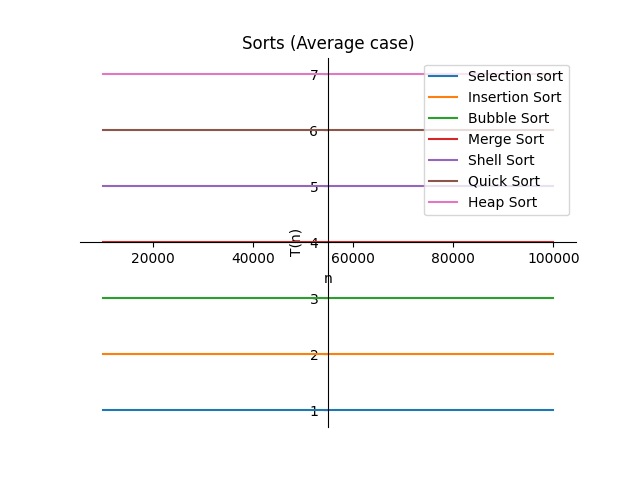 Sorts (Average case)
7
Selection sort
Insertion Sort
Bubble Sort
Merge Sort
Shell Sort
Quick Sort
Heap Sort
6
5
T(n)
4
20000 40000 60000 80000 100000
n
3
2
1